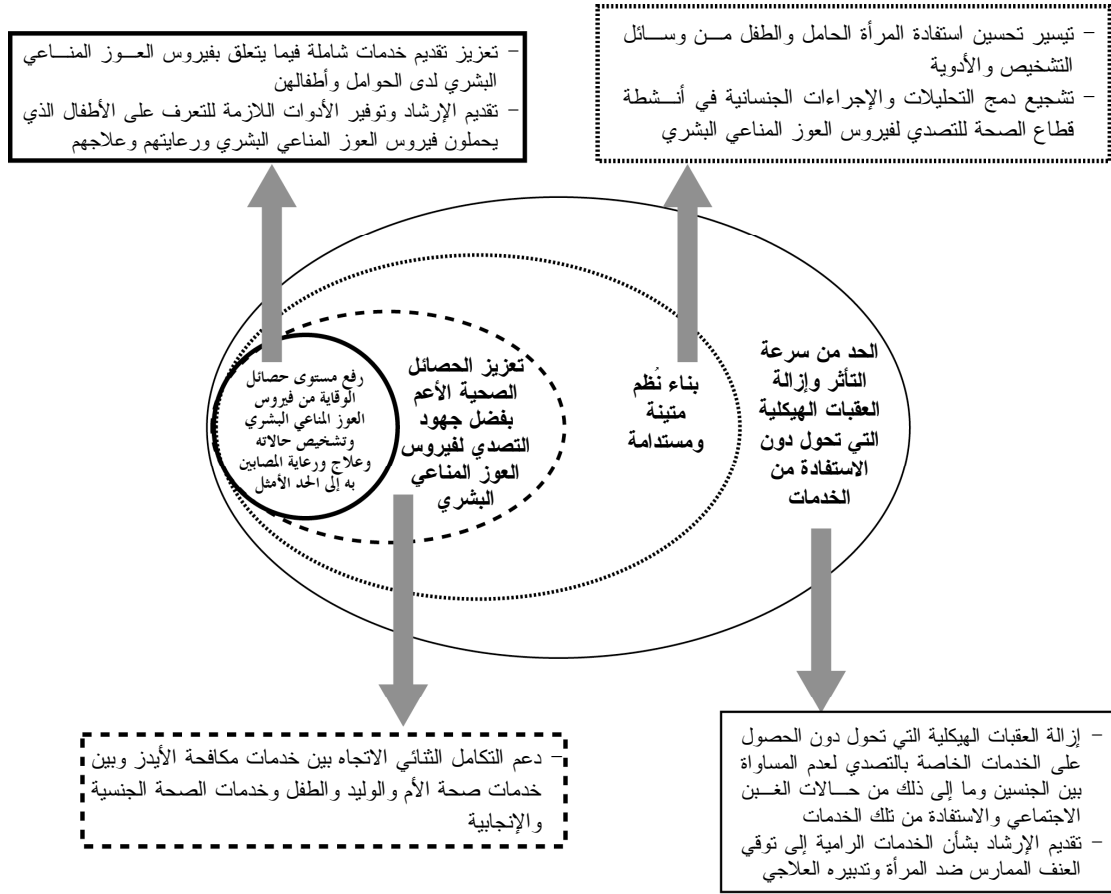 - تيسير تحسين استفادة المرأة الحامل والطفل من وسائل
التشخيص والأدوية
- تشجيع دمج التحليلات والإجراءات الجنسانية في أنشطة
قطاع الصحة للتصدي لفيروس العوز المناعي البشري
- تعزيز تقديم خدمات شاملة فيما يتعلق بفيروس العوز المناعي
البشري لدى الحوامل وأطفالهن
- تقديم الإرشاد وتوفير الأدوات اللازمة للتعرف على الأطفال الذي
يحملون فيروس العوز المناعي البشري ورعايتهم وعلاجهم
الحد من سرعة
التأثر وإزالة
العقبات الهيكلية
التي تحول دون
الاستفادة من
الخدمات
بناء نُظم
متينة
ومستدامة
تعزيز الحصائل
الصحية الأعم
بفضل جهود
التصدي لفيروس
العوز المناعي
البشري
رفع مستوى حصائل
الوقاية من فيروس
العوز المناعي البشري
وتشخيص حالاته
وعلاج ورعاية المصابين
به إلى الحد الأمثل
- إزالة العقبات الهيكلية التي تحول دون الحصول
على الخدمات الخاصة بالتصدي لعدم المساواة
بين الجنسين وما إلى ذلك من حالات الغبن
الاجتماعي والاستفادة من تلك الخدمات
- تقديم الإرشاد بشأن الخدمات الرامية إلى توقي
العنف الممارس ضد المرأة وتدبيره العلاجي
- دعم التكامل الثنائي الاتجاه بين خدمات مكافحة الأيدز وبين
خدمات صحة الأم والوليد والطفل وخدمات الصحة الجنسية
والإنجابية